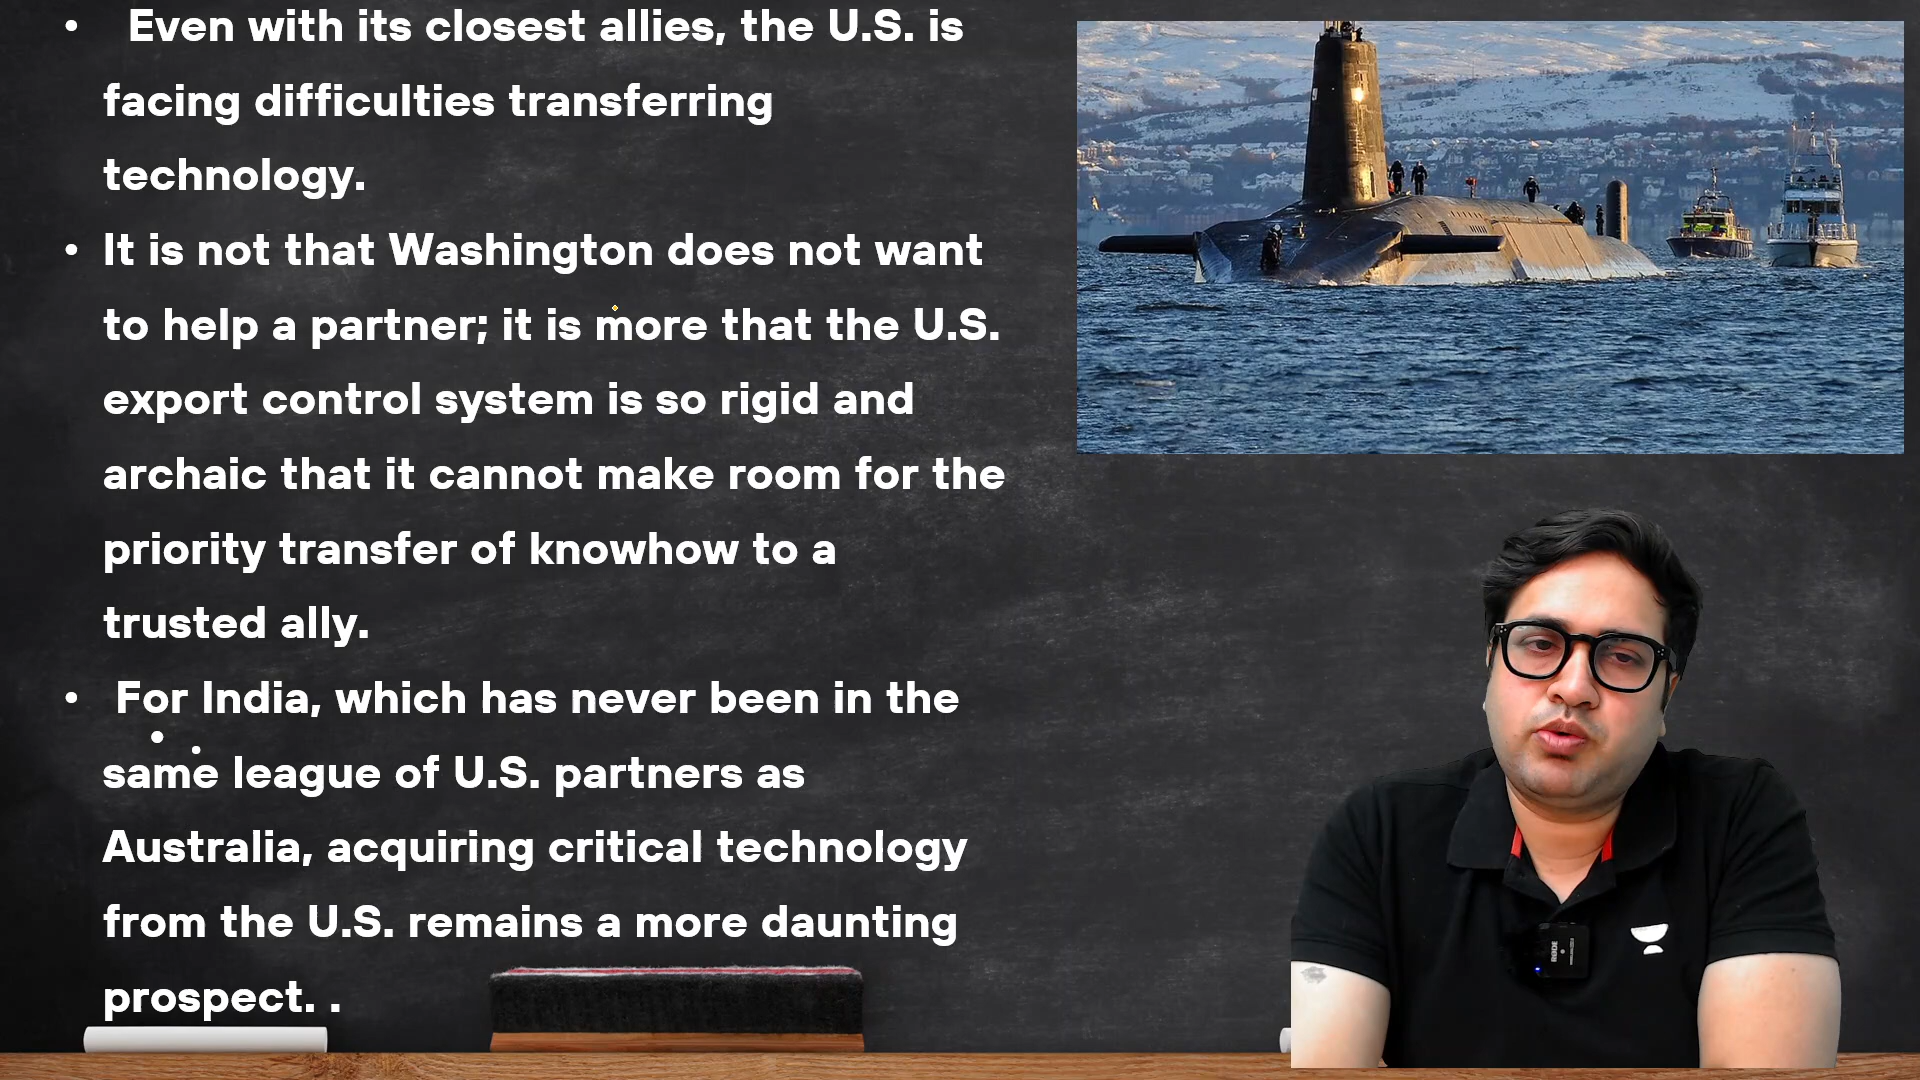 • Even with its closest allies, the U.S. is
facing difficulties transferring
technology.
• It is not that Washington does not want
to help a partner; it is more that the U.S.
export control system is so rigid and
archaic that it cannot make room for the
priority transfer of knowhow to a
trusted ally.
• For India, which has never been in the
same league of U.S. partners as
Australia, acquiring critical technology
from the U.S. remains a more daunting
prospect. .
RODE